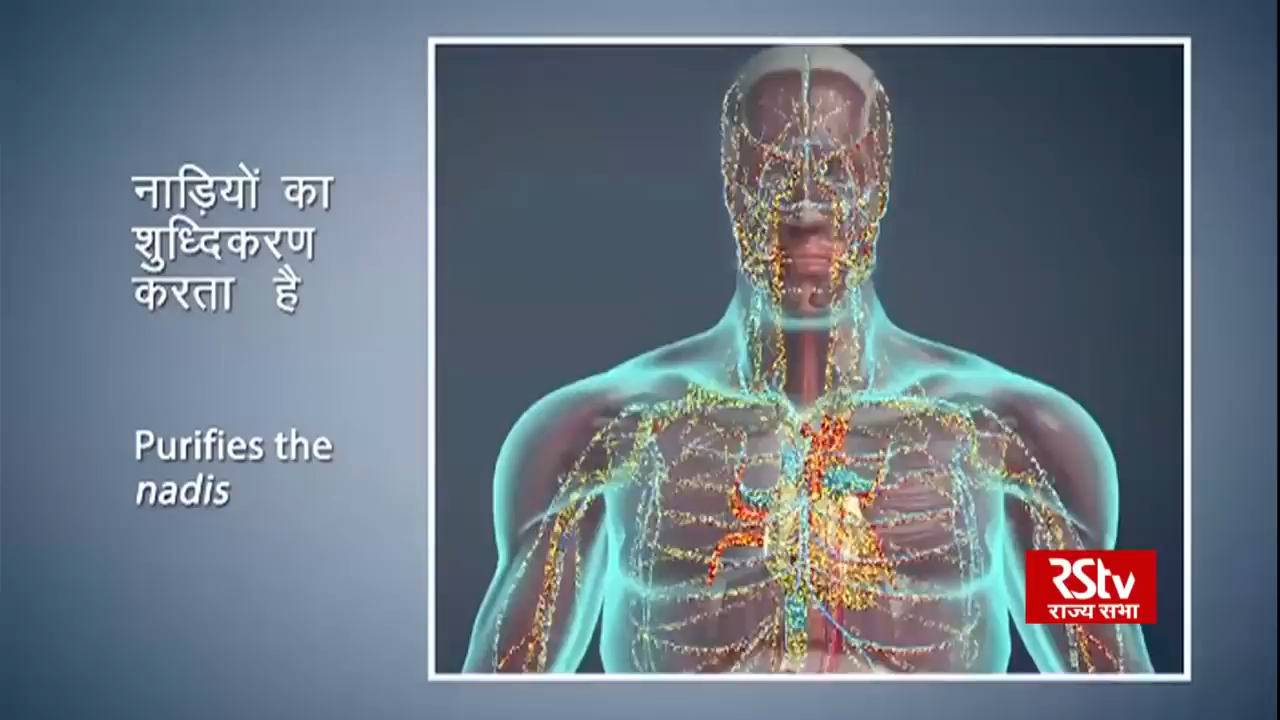 नाड़ियों का
शुध्दिकरण
करता है
Purifies the
nadis
RStv
राज्य सभा